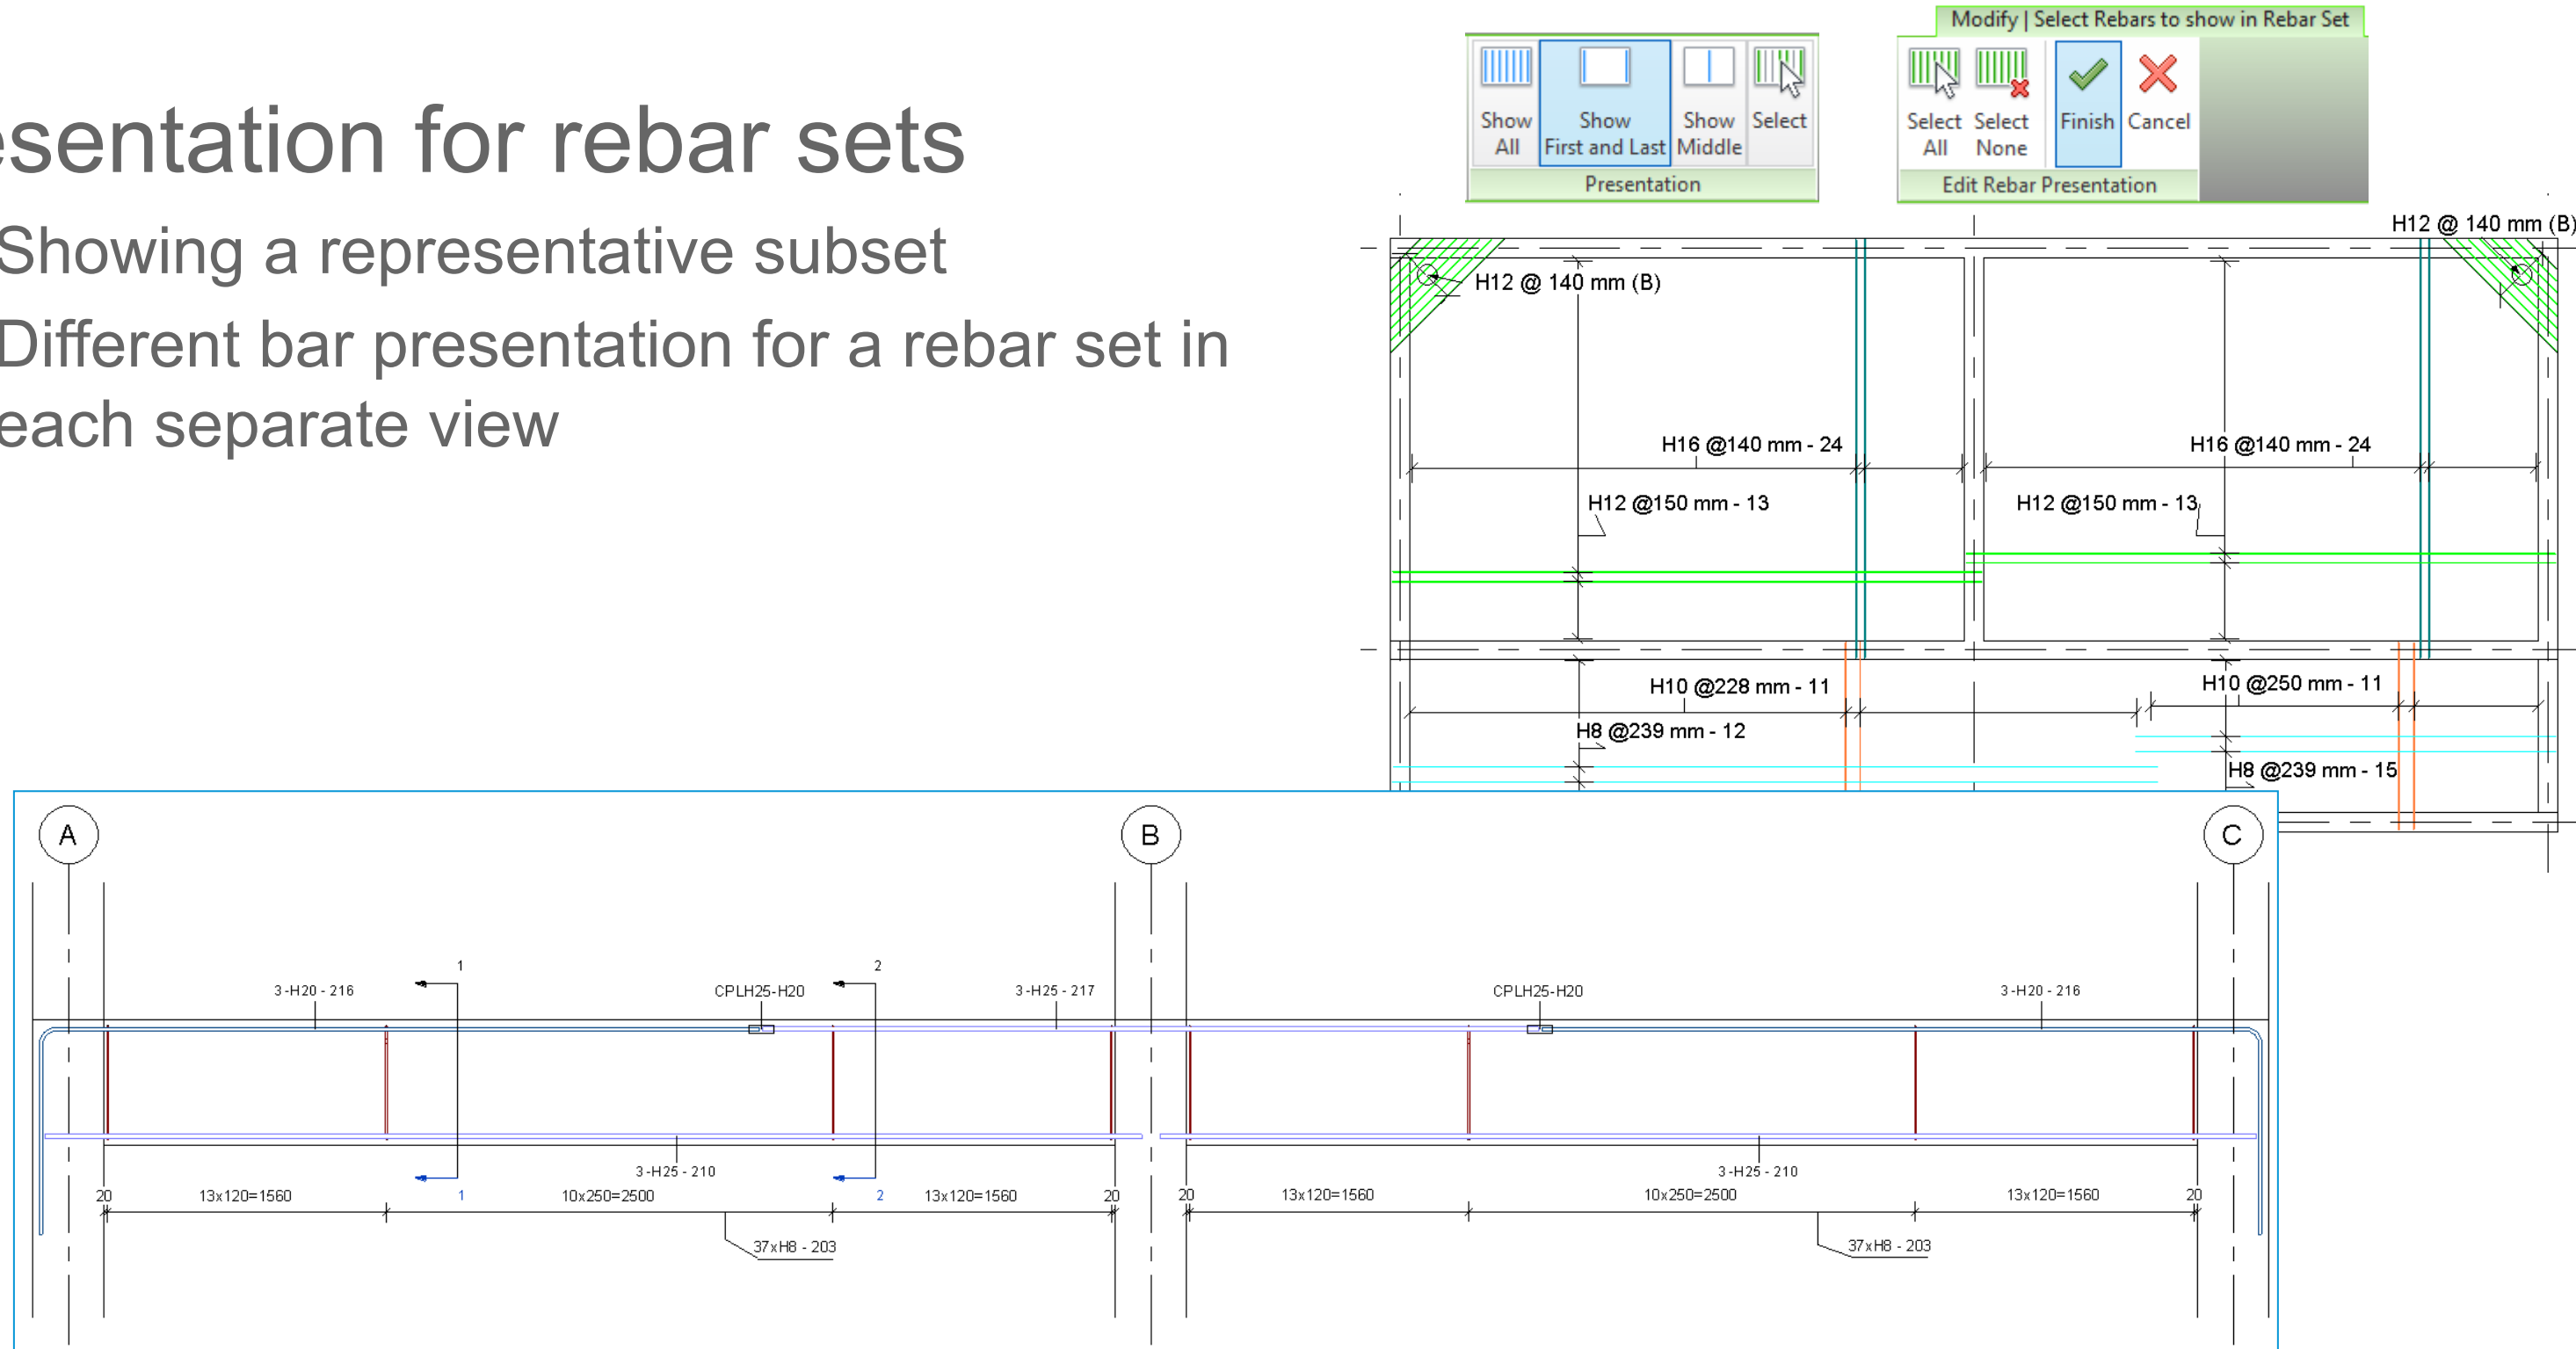 esentation for rebar sets
Showing a representative subset
Different bar presentation for a rebar set in
each separate view
Show All
Show First and Last
Show Middle
Select
Presentation
Modify | Select Rebars to show in Rebar Set
Select All
Select None
Finish
Cancel
Edit Rebar Presentation
H12 @ 140 mm (B)
H12 @ 140 mm (B)
H16 @140 mm - 24
H16 @140 mm - 24
H12 @150 mm - 13
H12 @150 mm - 13
H10 @228 mm - 11
H10 @250 mm - 11
H8 @239 mm - 12
H8 @239 mm - 15
A
B
C
1
2
3-H20 - 216
CPLH25-H20
3-H25 - 217
CPLH25-H20
3-H20 - 216
3-H25 - 210
3-H25 - 210
20
13x120=1560
1
10x250=2500
2
13x120=1560
20
20
13x120=1560
10x250=2500
13x120=1560
20
37xH8 - 203
37xH8 - 203